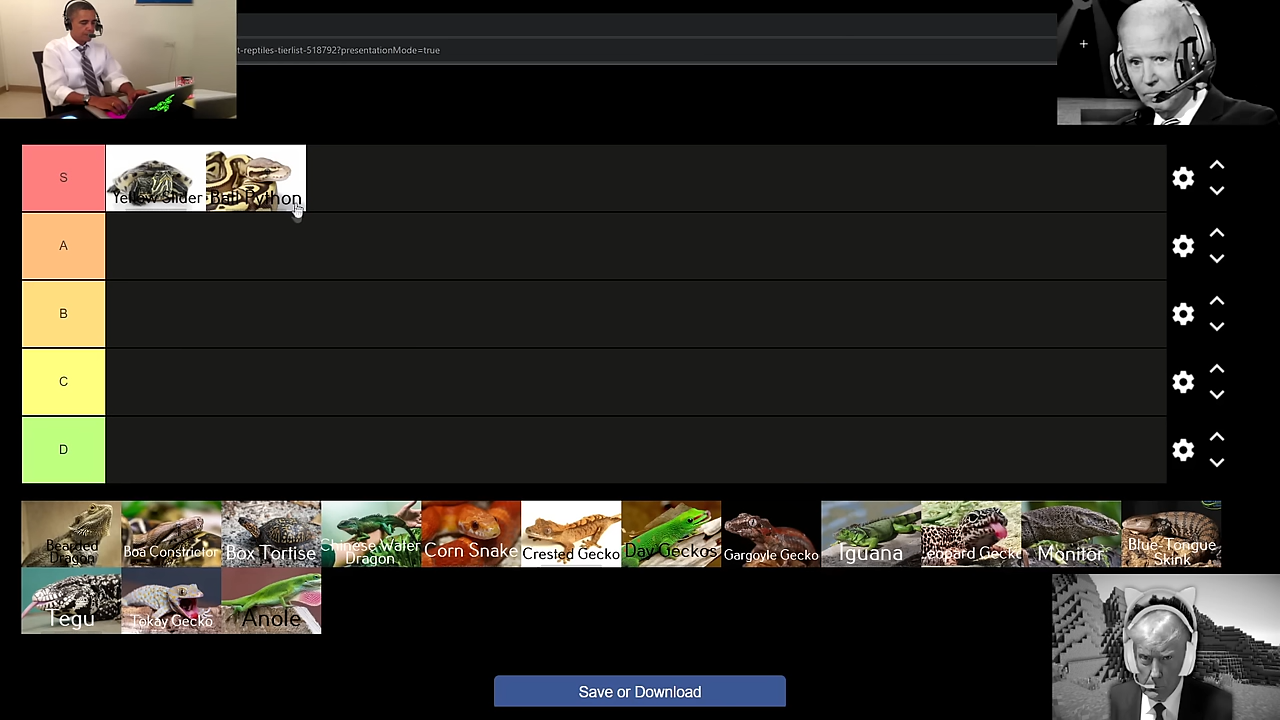 t-reptiles-tierlist-518792?presentationMode=true
S
Yellow Slider
Ball Python
A
B
C
D
Bearded
Dragon
Boa Constrictor
Box Tortise
Chinese Water
Dragon
Corn Snake
Crested Gecko
Day Geckos
Gargoyle Gecko
Iguana
Leopard Gecko
Monitor
Blue-Tongue
Skink
Tegu
Tokay Gecko
Anole
Save or Download